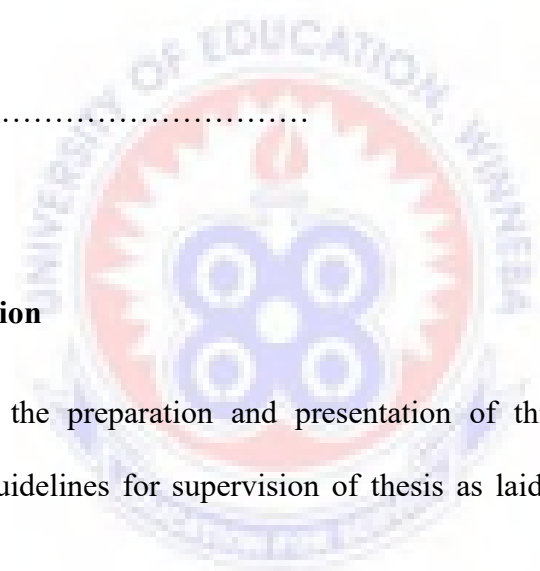 UNIVERSITY OF EDUCATION, WINNEBA
……………………………
ion
the preparation and presentation of th
uidelines for supervision of thesis as laid